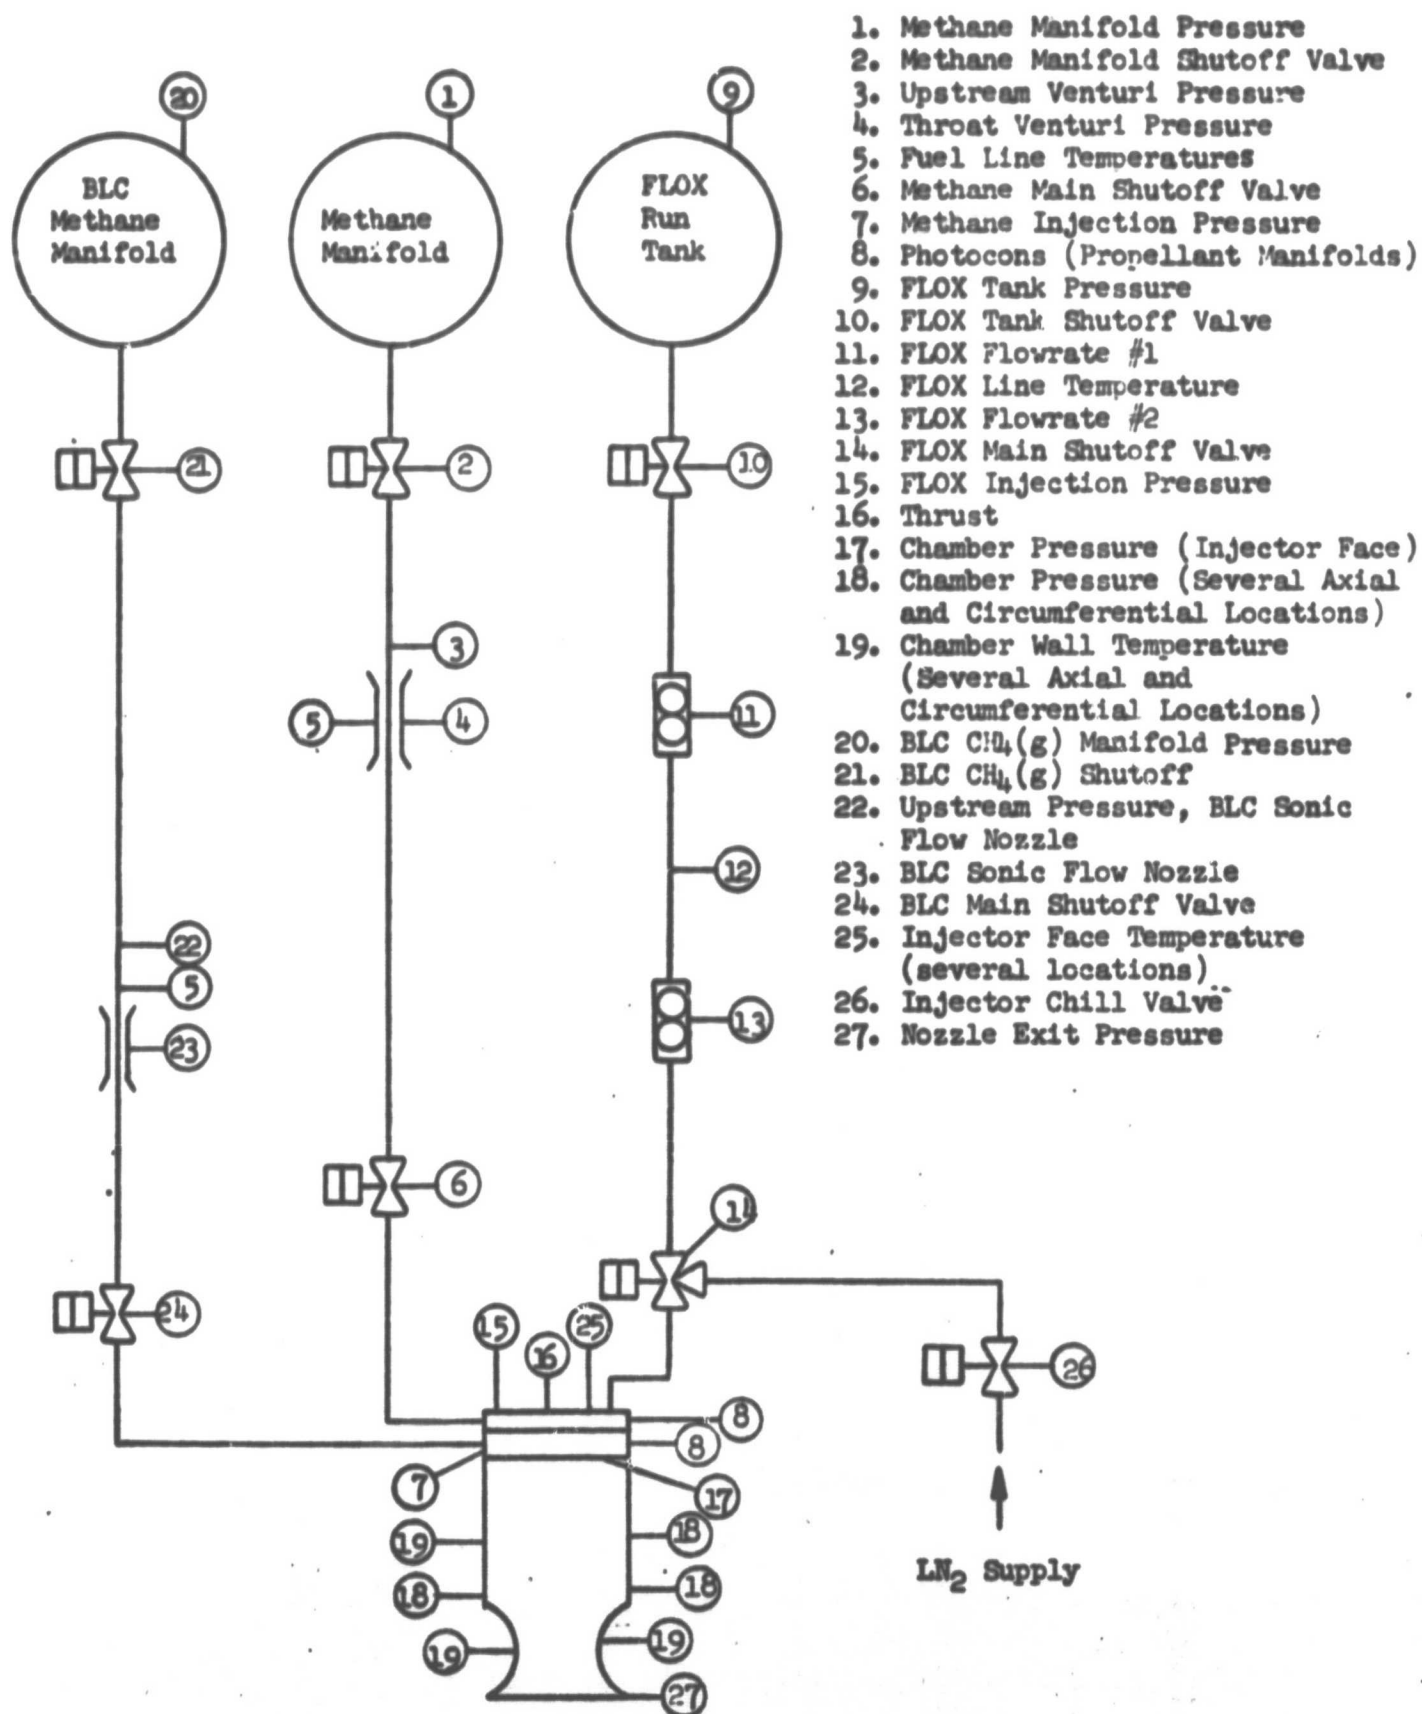 1. Methane Manifold Pressure
2. Methane Manifold Shutoff Valve
3. Upstream Venturi Pressure
4. Throat Venturi Pressure
5. Fuel Line Temperatures
6. Methane Main Shutoff Valve
7. Methane Injection Pressure
8. Photocons (Propellant Manifolds)
9. FLOX Tank Pressure
10. FLOX Tank Shutoff Valve
11. FLOX Flowrate #1
12. FLOX Line Temperature
13. FLOX Flowrate #2
14. FLOX Main Shutoff Valve
15. FLOX Injection Pressure
16. Thrust
17. Chamber Pressure (Injector Face)
18. Chamber Pressure (Several Axial
and Circumferential Locations)
19. Chamber Wall Temperature
(Several Axial and
Circumferential Locations)
20. BLC CH₄(g) Manifold Pressure
21. BLC CH₄(g) Shutoff
22. Upstream Pressure, BLC Sonic
Flow Nozzle
23. BLC Sonic Flow Nozzle
24. BLC Main Shutoff Valve
25. Injector Face Temperature
(several locations)
26. Injector Chill Valve
27. Nozzle Exit Pressure
20
1
9
BLC
Methane
Manifold
Methane
Manifold
FLOX
Run
Tank
21
2
10
3
5
4
11
12
22
5
13
23
6
14
24
15
16
25
26
8
8
7
17
19
18
18
18
19
19
27
LN₂ Supply